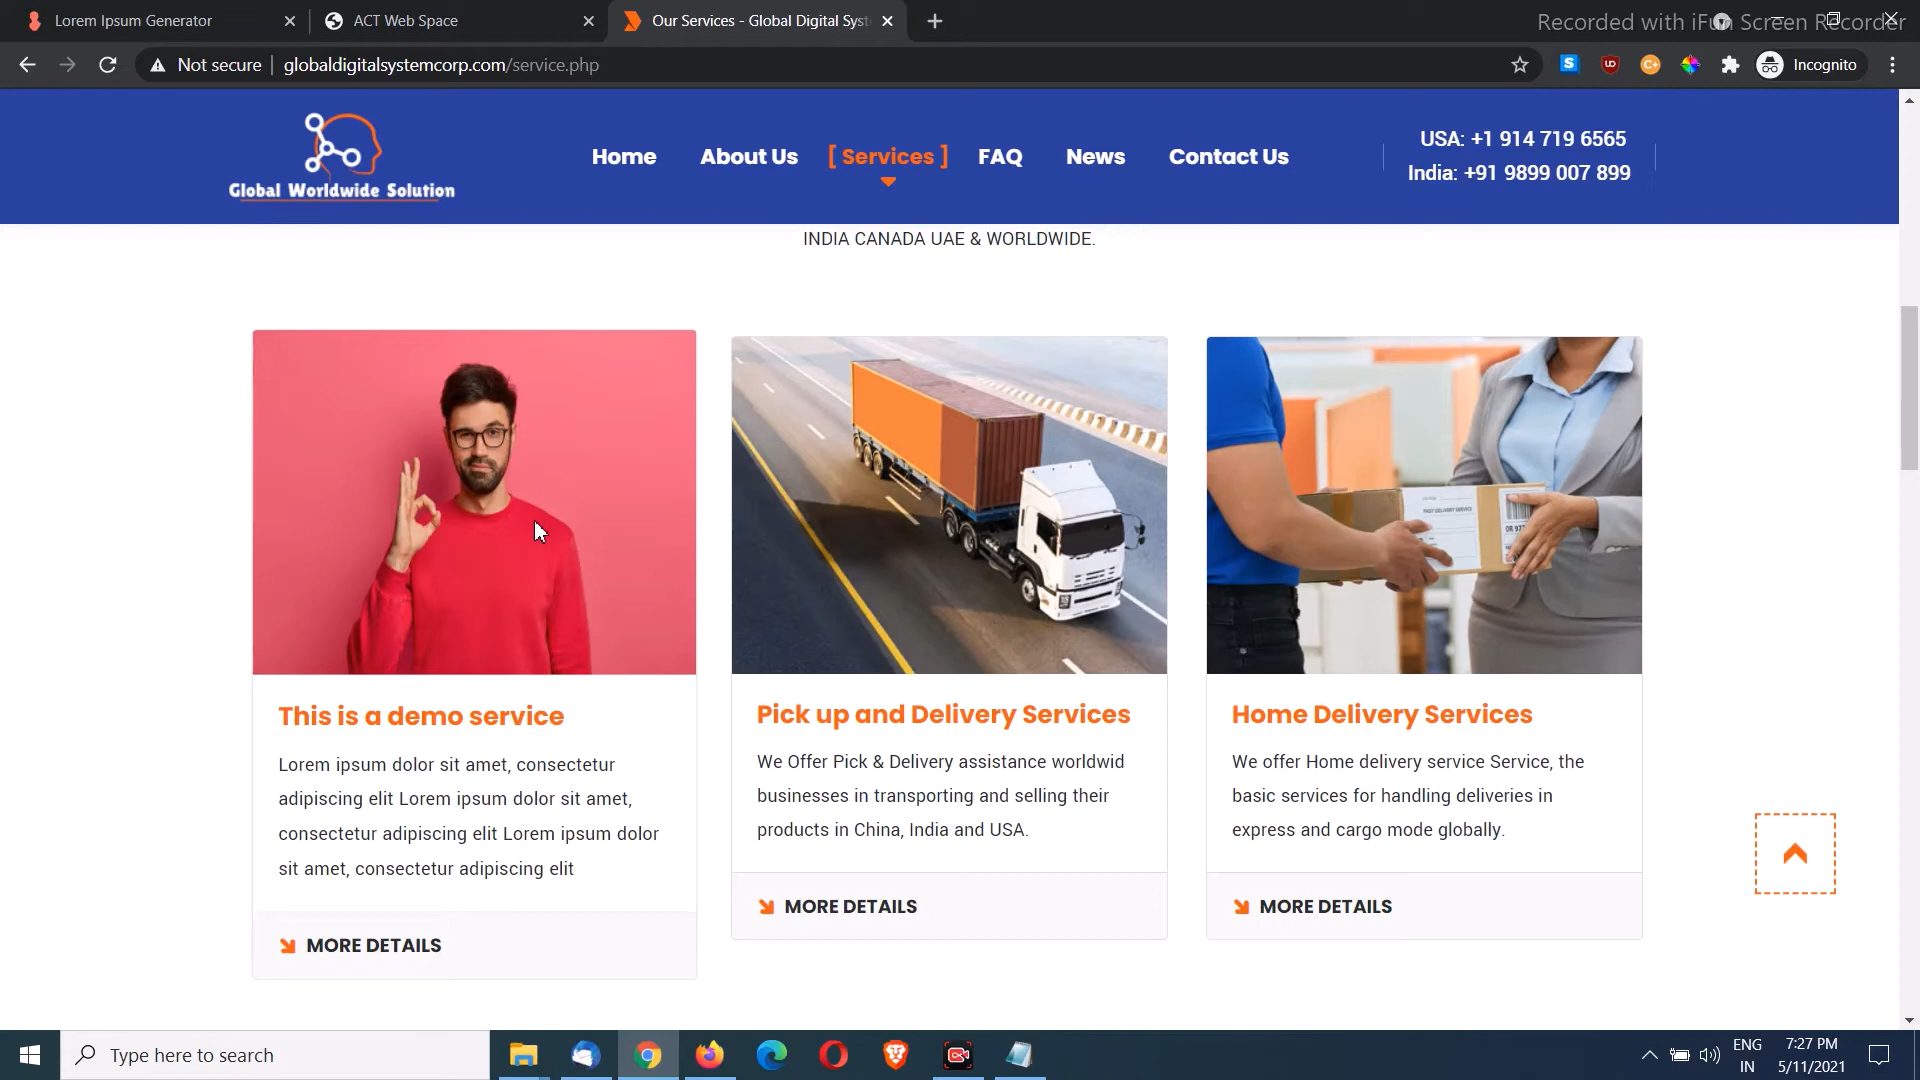 Lorem Ipsum Generator
ACT Web Space
Our Services - Global Digital Syst
Recorded with iFun Screen Recorder
Not secure
globaldigitalsystemcorp.com/service.php
Incognito
Global Worldwide Solution
Home
About Us
[ Services ]
FAQ
News
Contact Us
USA: +1 914 719 6565
India: +91 9899 007 899
INDIA CANADA UAE & WORLDWIDE.
FAST DELIVERY SERVICE
This is a demo service
Lorem ipsum dolor sit amet, consectetur
adipiscing elit Lorem ipsum dolor sit amet,
consectetur adipiscing elit Lorem ipsum dolor
sit amet, consectetur adipiscing elit
MORE DETAILS
Pick up and Delivery Services
We Offer Pick & Delivery assistance worldwid
businesses in transporting and selling their
products in China, India and USA.
MORE DETAILS
Home Delivery Services
We offer Home delivery service Service, the
basic services for handling deliveries in
express and cargo mode globally.
MORE DETAILS
Type here to search
ENG
IN
7:27 PM
5/11/2021